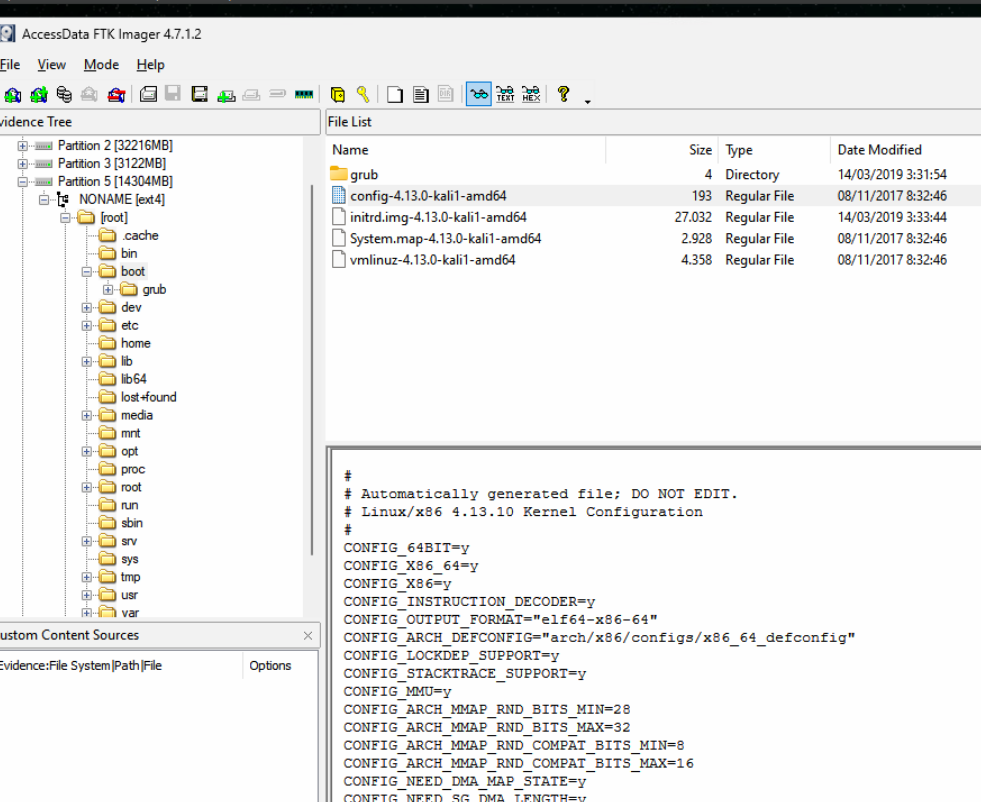 AccessData FTK Imager 4.7.1.2
File View Mode Help
TEXT HEX
vidence Tree
Partition 2 [32216MB]
Partition 3 [3122MB]
Partition 5 [14304MB]
NONAME [ext4]
[root]
.cache
bin
boot
grub
dev
etc
home
lib
lib64
lost+found
media
mnt
opt
proc
root
run
sbin
srv
sys
tmp
usr
var
ustom Content Sources
Evidence:File System|Path|File Options
File List
Name Size Type Date Modified
grub 4 Directory 14/03/2019 3:31:54
config-4.13.0-kali1-amd64 193 Regular File 08/11/2017 8:32:46
initrd.img-4.13.0-kali1-amd64 27.032 Regular File 14/03/2019 3:33:44
System.map-4.13.0-kali1-amd64 2.928 Regular File 08/11/2017 8:32:46
vmlinuz-4.13.0-kali1-amd64 4.358 Regular File 08/11/2017 8:32:46
#
# Automatically generated file; DO NOT EDIT.
# Linux/x86 4.13.10 Kernel Configuration
#
CONFIG_64BIT=y
CONFIG_X86_64=y
CONFIG_X86=y
CONFIG_INSTRUCTION_DECODER=y
CONFIG_OUTPUT_FORMAT="elf64-x86-64"
CONFIG_ARCH_DEFCONFIG="arch/x86/configs/x86_64_defconfig"
CONFIG_LOCKDEP_SUPPORT=y
CONFIG_STACKTRACE_SUPPORT=y
CONFIG_MMU=y
CONFIG_ARCH_MMAP_RND_BITS_MIN=28
CONFIG_ARCH_MMAP_RND_BITS_MAX=32
CONFIG_ARCH_MMAP_RND_COMPAT_BITS_MIN=8
CONFIG_ARCH_MMAP_RND_COMPAT_BITS_MAX=16
CONFIG_NEED_DMA_MAP_STATE=y
CONFIG_NEED_SG_DMA_LENGTH=y